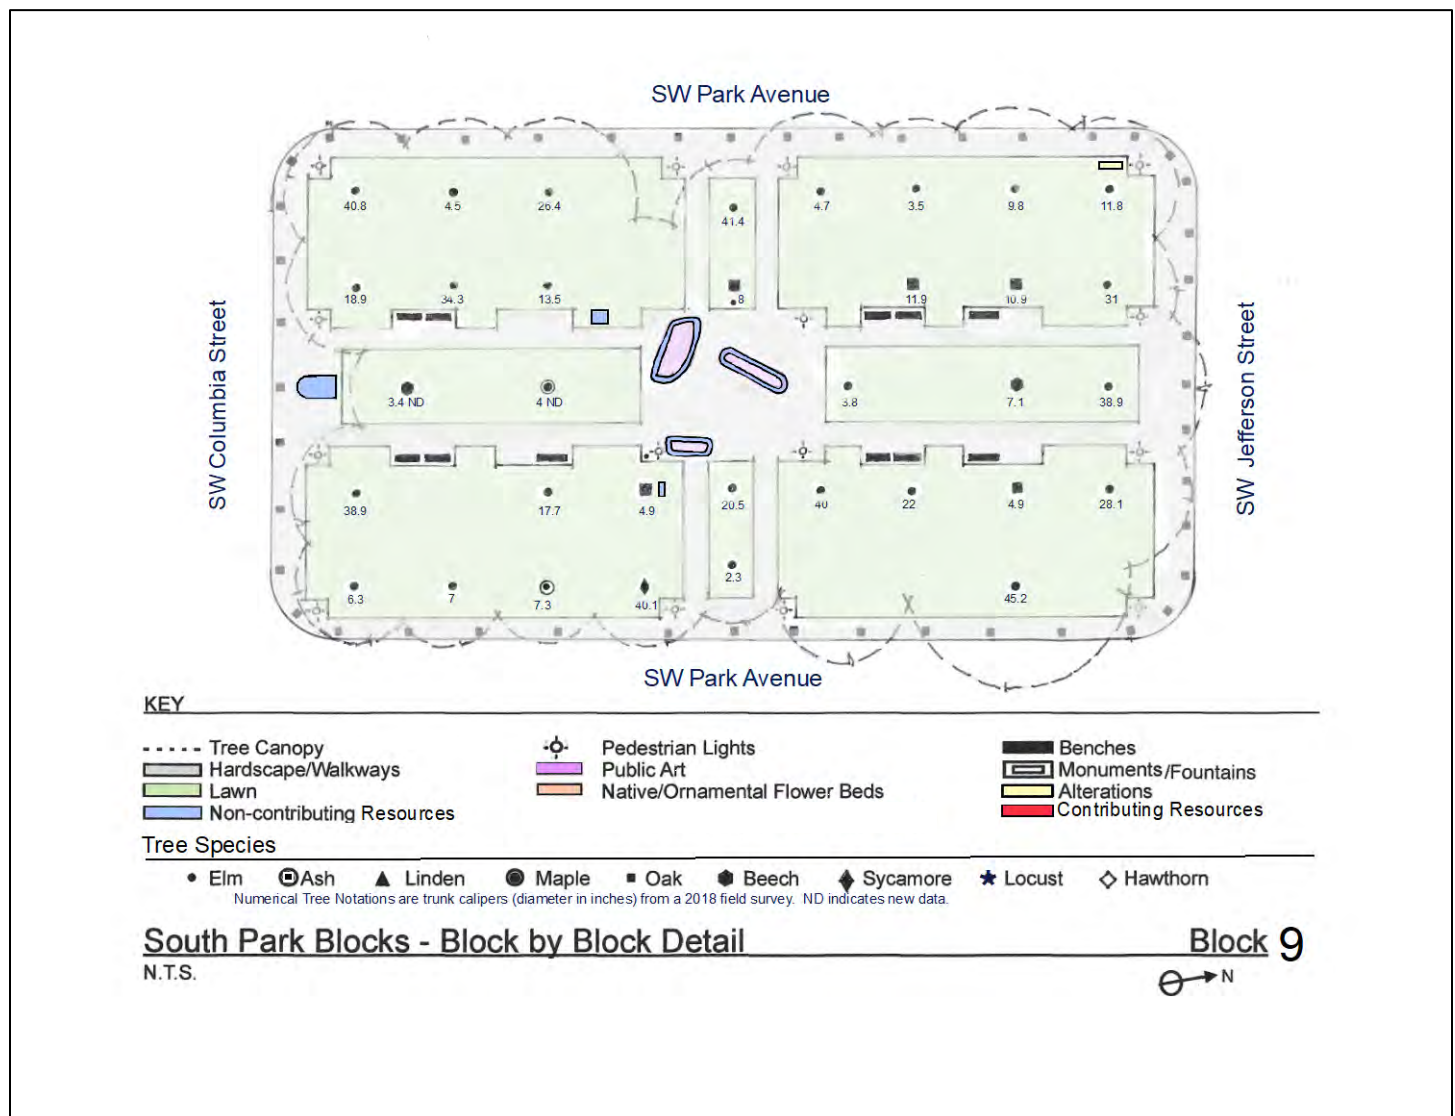 SW Park Avenue
40.8 4.5 26.4 41.4 4.7 3.5 9.8 11.8
18.9 34.3 13.5 8 11.9 10.9 31
SW Columbia Street
SW Jefferson Street
3.4 ND 4 ND 3.8 7.1 38.9
38.9 17.7 4.9 20.5 40 22 4.9 28.1
6.3 7 7.3 40.1 2.3 45.2
SW Park Avenue
KEY
Tree Canopy Pedestrian Lights Benches
Hardscape/Walkways Public Art Monuments/Fountains
Lawn Native/Ornamental Flower Beds Alterations
Non-contributing Resources Contributing Resources
Tree Species
Elm Ash Linden Maple Oak Beech Sycamore Locust Hawthorn
Numerical Tree Notations are trunk calipers (diameter in inches) from a 2018 field survey. ND indicates new data.
South Park Blocks - Block by Block Detail Block 9
N.T.S. N